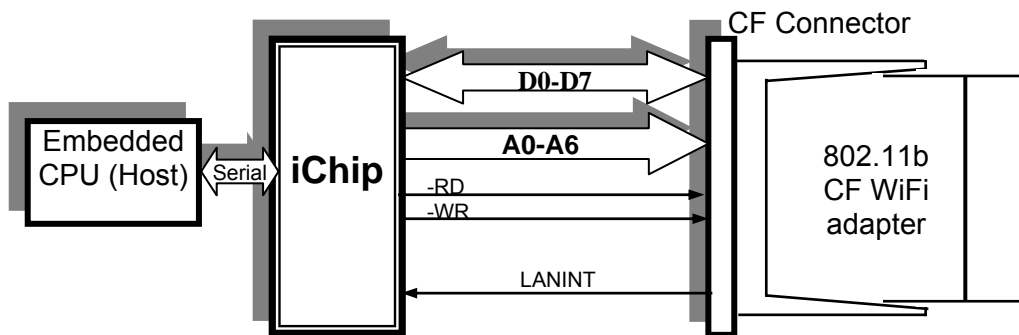 CF Connector
D0-D7
Embedded
CPU (Host)
Serial
iChip
A0-A6
-RD
-WR
LANINT
802.11b
CF WiFi
adapter